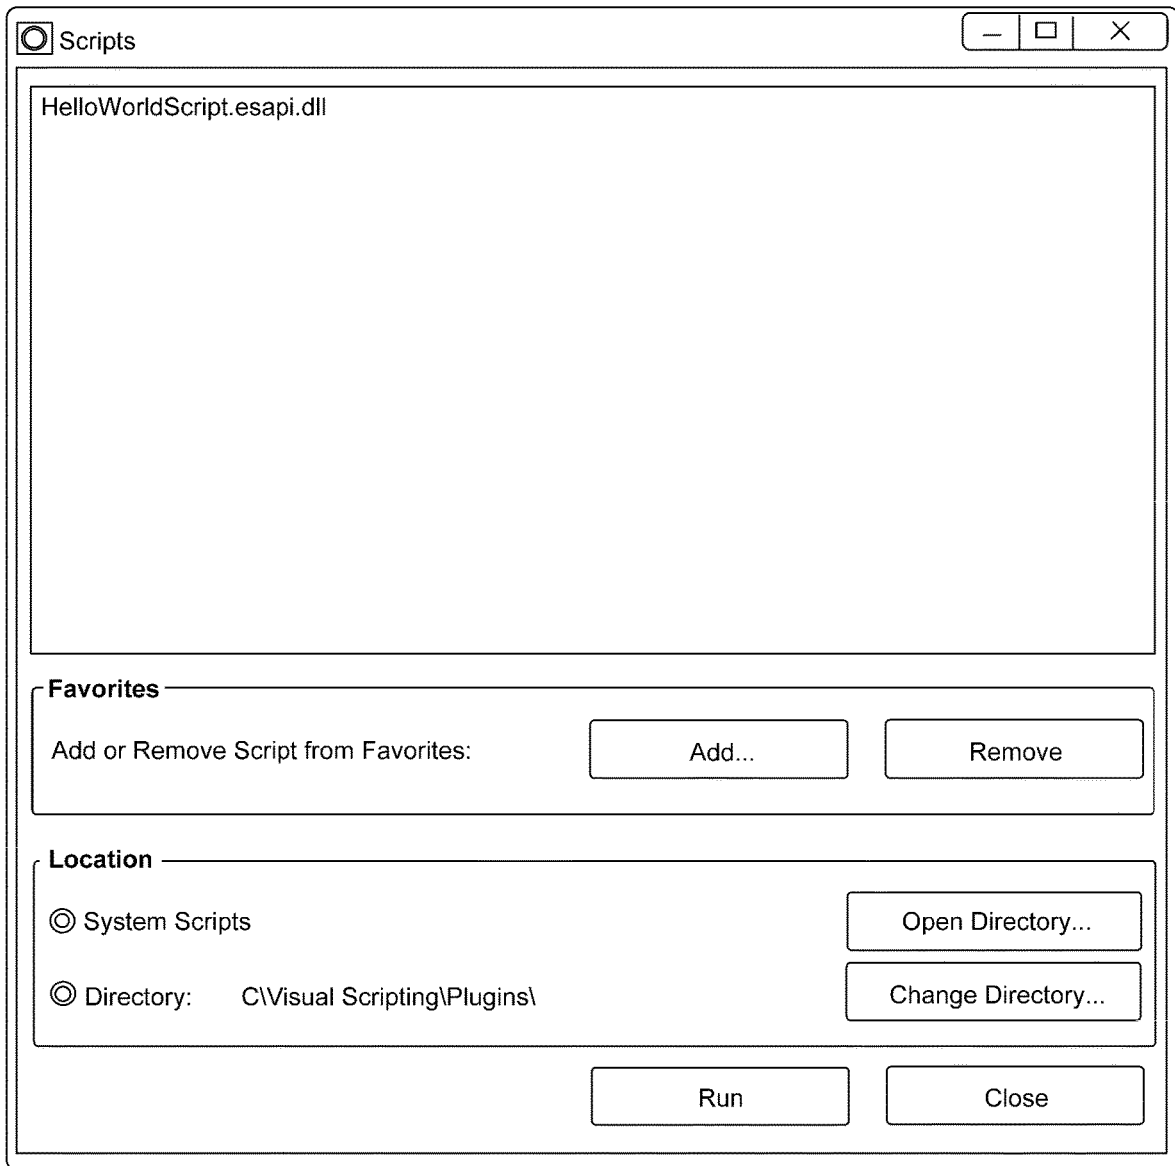 Scripts
HelloWorldScript.esapi.dll
Favorites
Add or Remove Script from Favorites:
Add...
Remove
Location
System Scripts
Open Directory...
Directory: C\Visual Scripting\Plugins\
Change Directory...
Run
Close